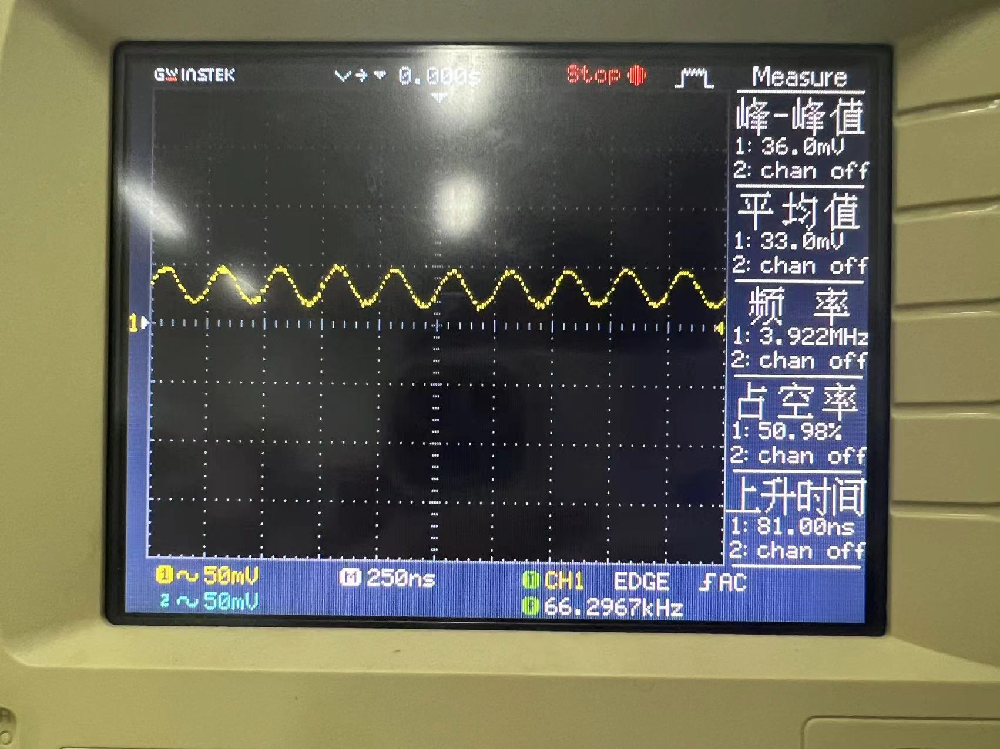 GW INSTEK 0.000s Stop Measure
峰-峰值
1: 36.0mV
2: chan off
平均值
1: 33.0mV
2: chan off
频 率
1: 3.922MHz
2: chan off
占空率
1: 50.98%
2: chan off
上升时间
1: 81.00ns
2: chan off
1
1 50mV M 250ns T CH1 EDGE AC
2 50mV F 66.2967kHz